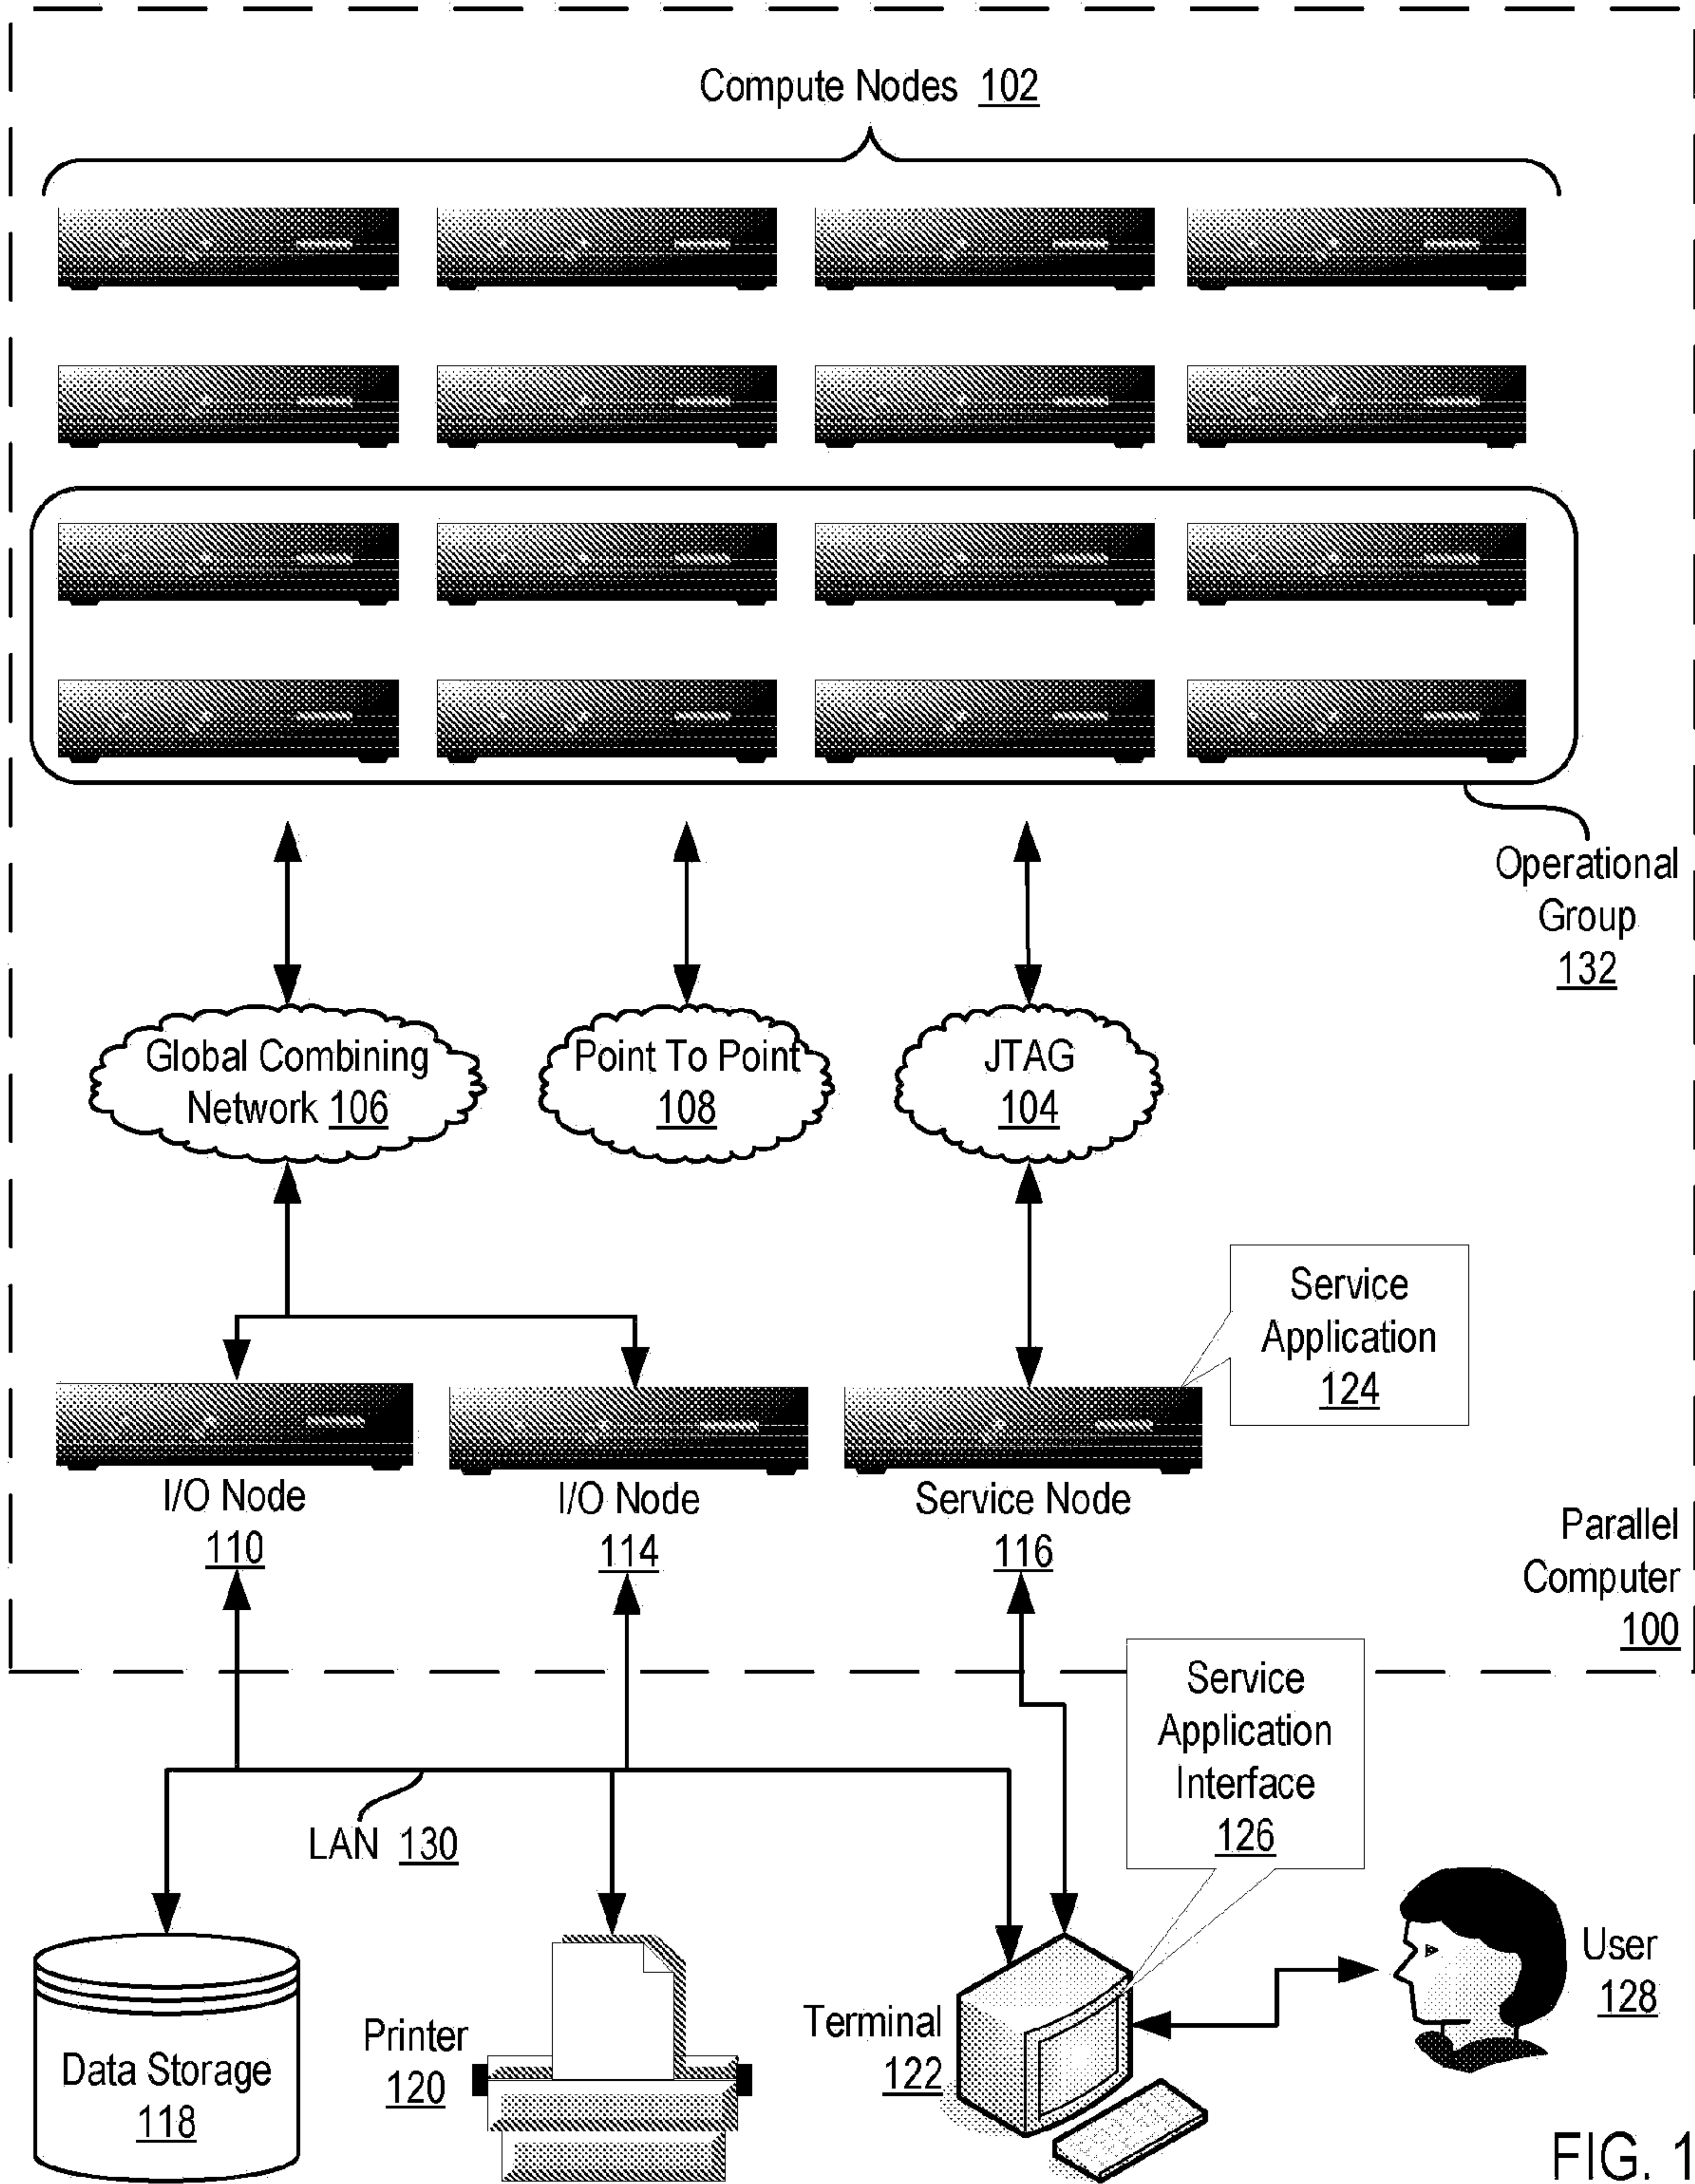 Compute Nodes 102
Operational
Group
132
Global Combining
Network 106
Point To Point
108
JTAG
104
Service
Application
124
I/O Node
110
I/O Node
114
Service Node
116
Parallel
Computer
100
Service
Application
Interface
126
LAN 130
Data Storage
118
Printer
120
Terminal
122
User
128
FIG. 1